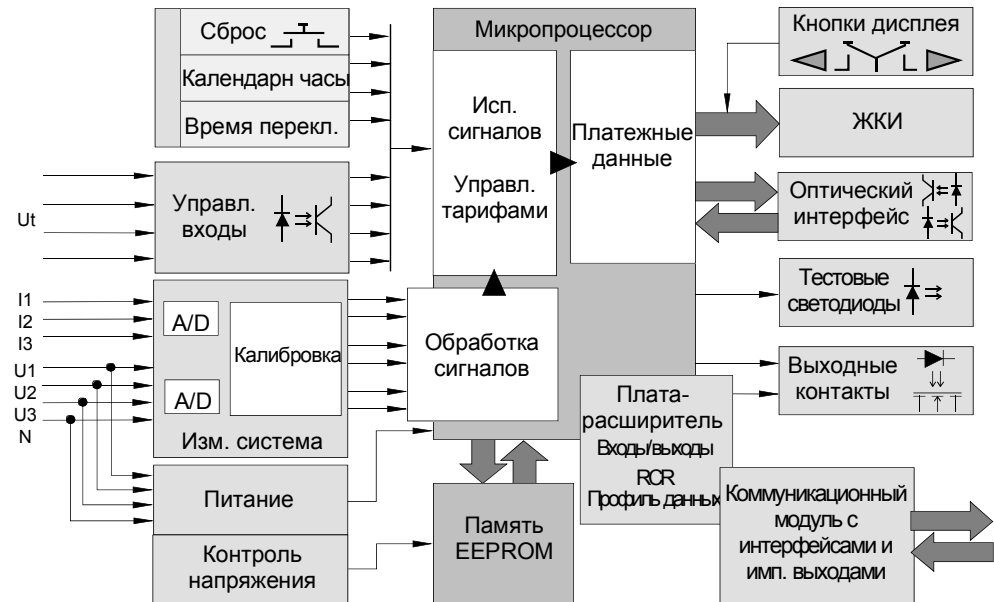 Сброс
Календарн часы
Время перекл.
Ut
Управл.
входы
I1
I2
I3
U1
U2
U3
N
A/D
A/D
Калибровка
Изм. система
Питание
Контроль
напряжения
Микропроцессор
Исп.
сигналов
Управл.
тарифами
Платежные
данные
Обработка
сигналов
Память
EEPROM
Плата-
расширитель
Входы/выходы
RCR
Профиль данных
Кнопки дисплея
ЖКИ
Оптический
интерфейс
Тестовые
светодиоды
Выходные
контакты
Коммуникационный
модуль с
интерфейсами и
имп. выходами